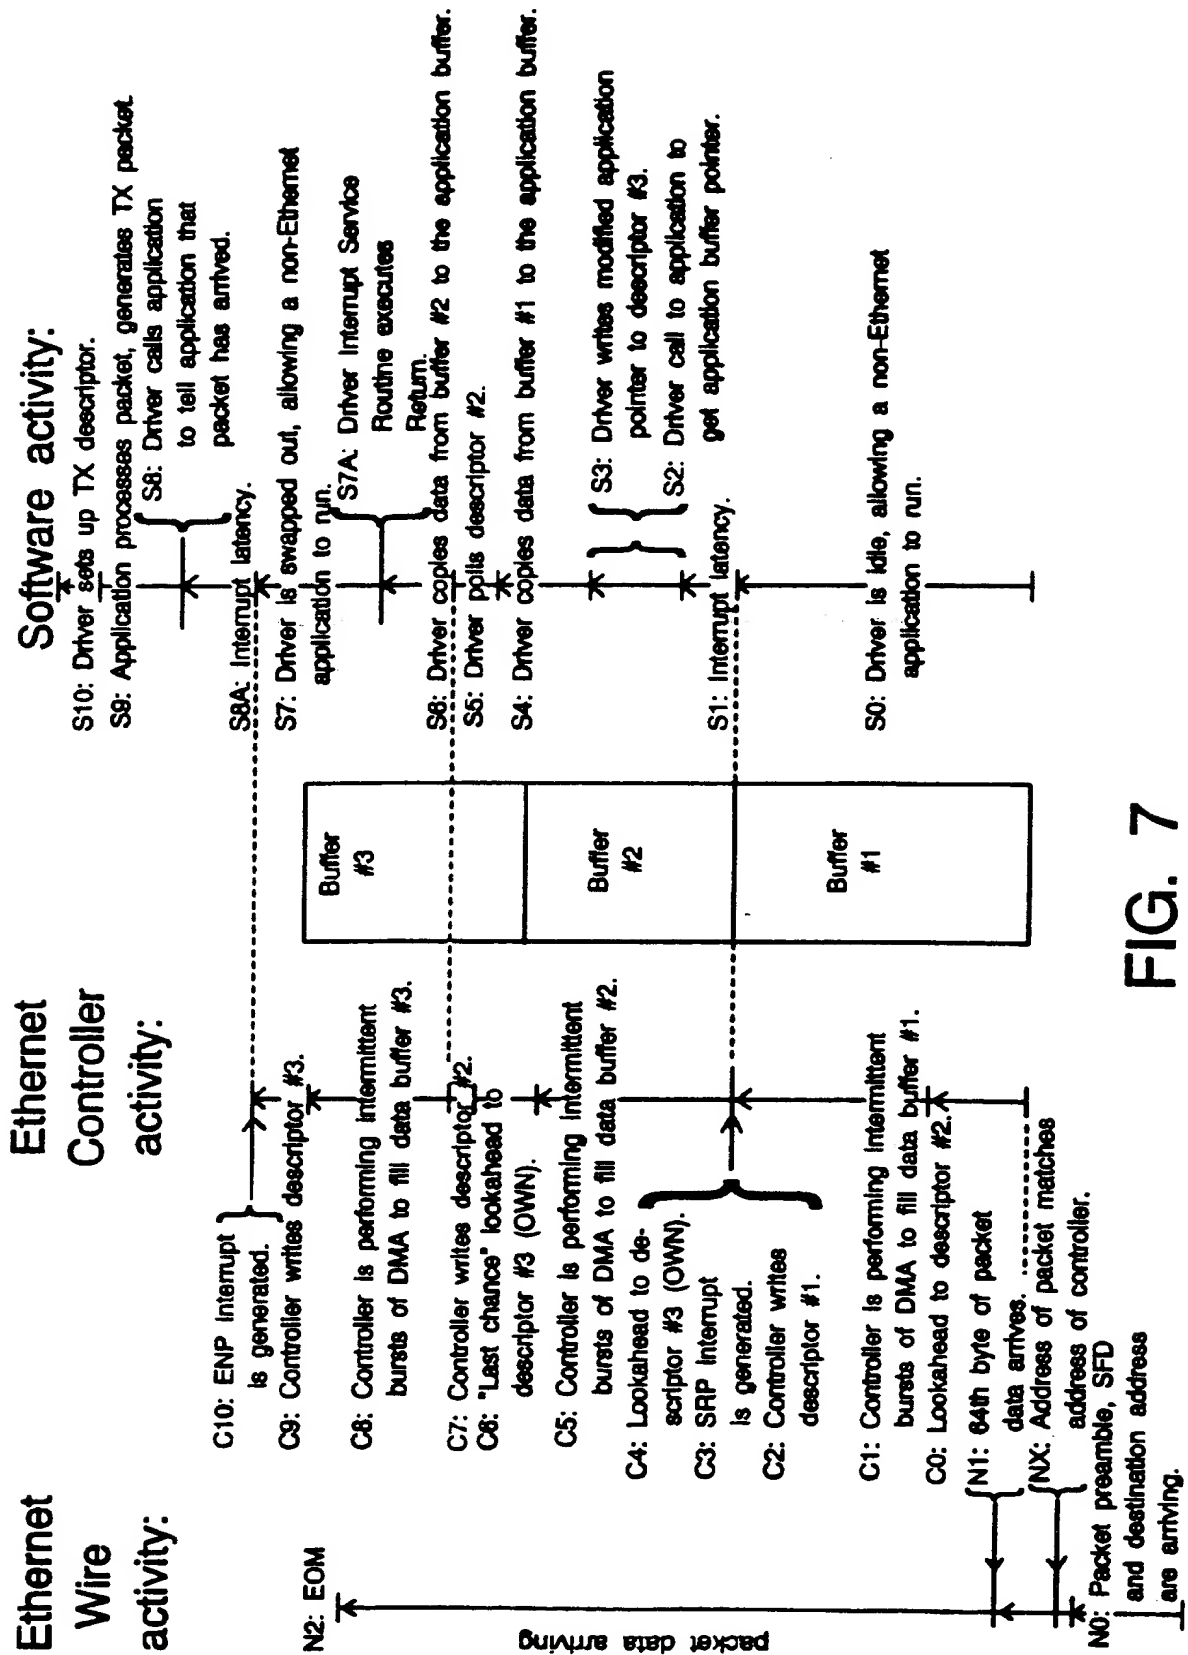 Ethernet
Wire
activity:
N2: EOM
packet data arriving
N1: 64th byte of packet
data arrives.
NX: Address of packet matches
address of controller.
N0: Packet preamble, SFD
and destination address
are arriving.
Ethernet
Controller
activity:
C10: ENP interrupt
is generated.
C9: Controller writes descriptor #3.
C8: Controller is performing intermittent
bursts of DMA to fill data buffer #3.
C7: Controller writes descriptor #2.
C6: "Last chance" lookahead to
descriptor #3 (OWN).
C5: Controller is performing intermittent
bursts of DMA to fill data buffer #2.
C4: Lookahead to de-
scriptor #3 (OWN).
C3: SRP interrupt
is generated.
C2: Controller writes
descriptor #1.
C1: Controller is performing intermittent
bursts of DMA to fill data buffer #1.
C0: Lookahead to descriptor #2.
Buffer
#3
Buffer
#2
Buffer
#1
Software activity:
S10: Driver sets up TX descriptor.
S9: Application processes packet, generates TX packet.
S8: Driver calls application
to tell application that
packet has arrived.
S8A: Interrupt latency.
S7: Driver is swapped out, allowing a non-Ethernet
application to run.
S7A: Driver Interrupt Service
Routine executes
Return.
S6: Driver copies data from buffer #2 to the application buffer.
S5: Driver polls descriptor #2.
S4: Driver copies data from buffer #1 to the application buffer.
S3: Driver writes modified application
pointer to descriptor #3.
S2: Driver call to application to
get application buffer pointer.
S1: Interrupt latency.
S0: Driver is idle, allowing a non-Ethernet
application to run.
FIG. 7